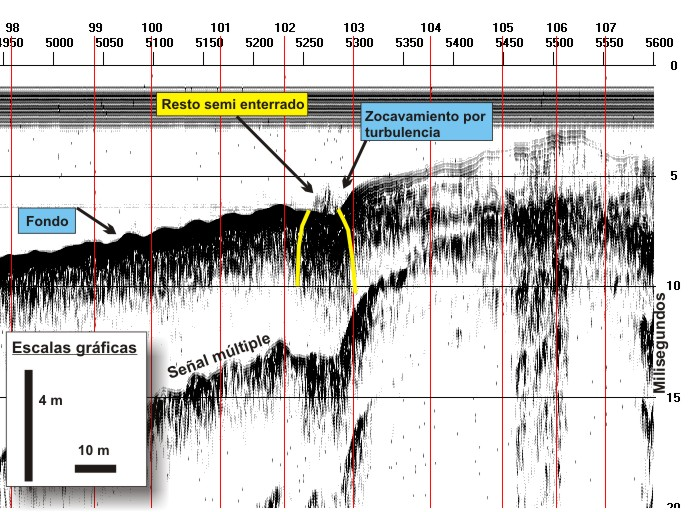 98 99 100 101 102 103 104 105 106 107
4950 5000 5050 5100 5150 5200 5250 5300 5350 5400 5450 5500 5550 5600
0
Resto semi enterrado
Zocavamiento por
turbulencia
5
Fondo
10
Milisegundos
Señal múltiple
Escalas gráficas
4 m
15
10 m
20